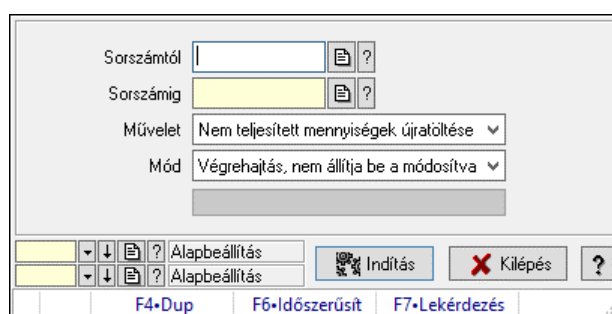 Sorszámtól
?
Sorszámig
?
Művelet Nem teljesített mennyiségek újratöltése
Mód Végrehajtás, nem állítja be a módosítva
? Alapbeállítás
? Alapbeállítás
Indítás
Kilépés
?
F4•Dup F6•Időszerűsít F7•Lekérdezés